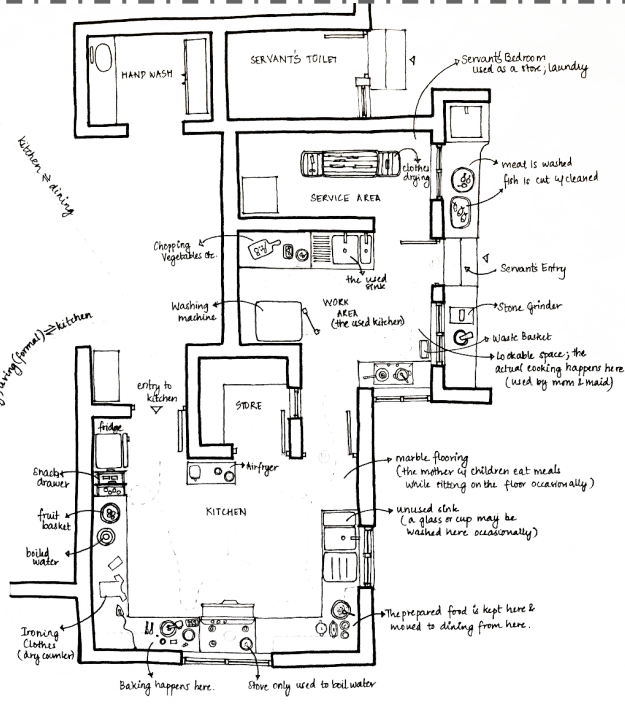 HAND WASH
SERVANT'S TOILET
Servant's Bedroom
used as a store; laundry
kitchen ⇌ dining
clothes
drying
SERVICE AREA
meat is washed
fish is cut w/cleaned
Chopping
Vegetables etc.
the used
sink
Servant's Entry
Washing
machine
WORK
AREA
(the used kitchen)
Stone Grinder
Waste Basket
Lockable space; the
actual cooking happens here
(used by mom & maid)
living (formal) ⇌ kitchen
entry to
kitchen
STORE
fridge
Airfryer
Snacks
drawer
KITCHEN
marble flooring
(the mother & children eat meals
while sitting on the floor occasionally)
fruit
basket
unused sink
(a glass or cup may be
washed here occasionally)
boiled
water
Ironing
Clothes
(dry counter)
The prepared food is kept here &
moved to dining from here.
Baking happens here.
Stove only used to boil water